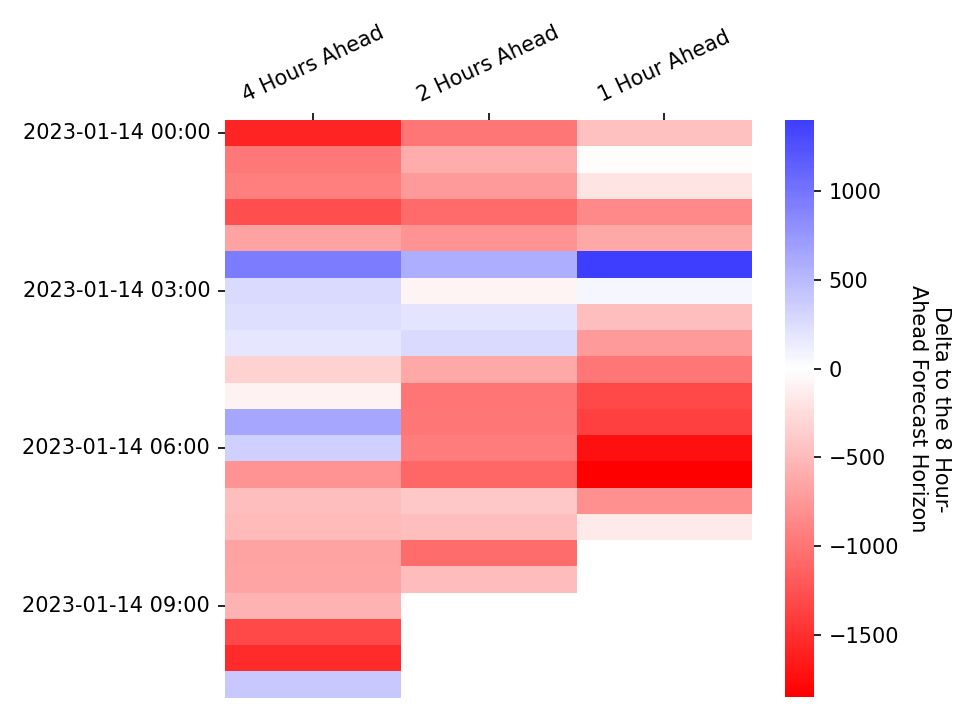 4 Hours Ahead
2 Hours Ahead
1 Hour Ahead
2023-01-14 00:00
2023-01-14 03:00
2023-01-14 06:00
2023-01-14 09:00
1000
500
0
−500
−1000
−1500
Delta to the 8 Hour-
Ahead Forecast Horizon